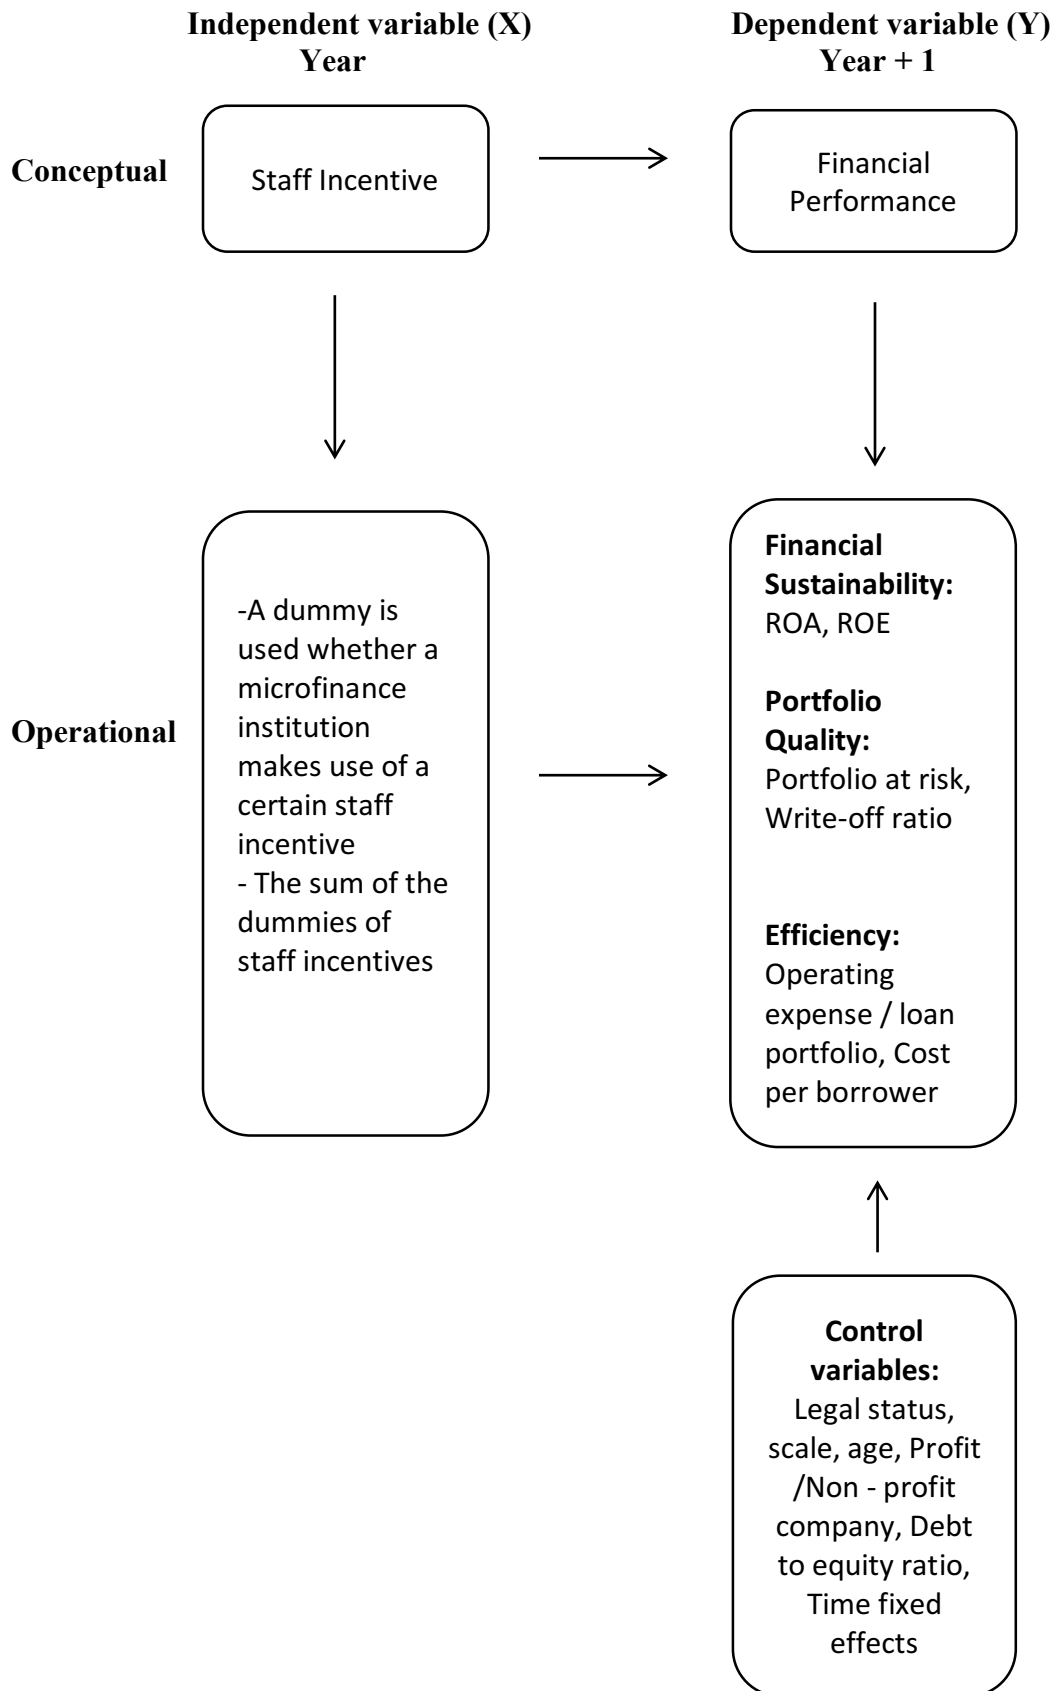 Independent variable (X)
Year
Dependent variable (Y)
Year + 1
Conceptual
Staff Incentive
Financial
Performance
Operational
-A dummy is
used whether a
microfinance
institution
makes use of a
certain staff
incentive
- The sum of the
dummies of
staff incentives
Financial
Sustainability:
ROA, ROE
Portfolio
Quality:
Portfolio at risk,
Write-off ratio
Efficiency:
Operating
expense / loan
portfolio, Cost
per borrower
Control
variables:
Legal status,
scale, age, Profit
/Non - profit
company, Debt
to equity ratio,
Time fixed
effects